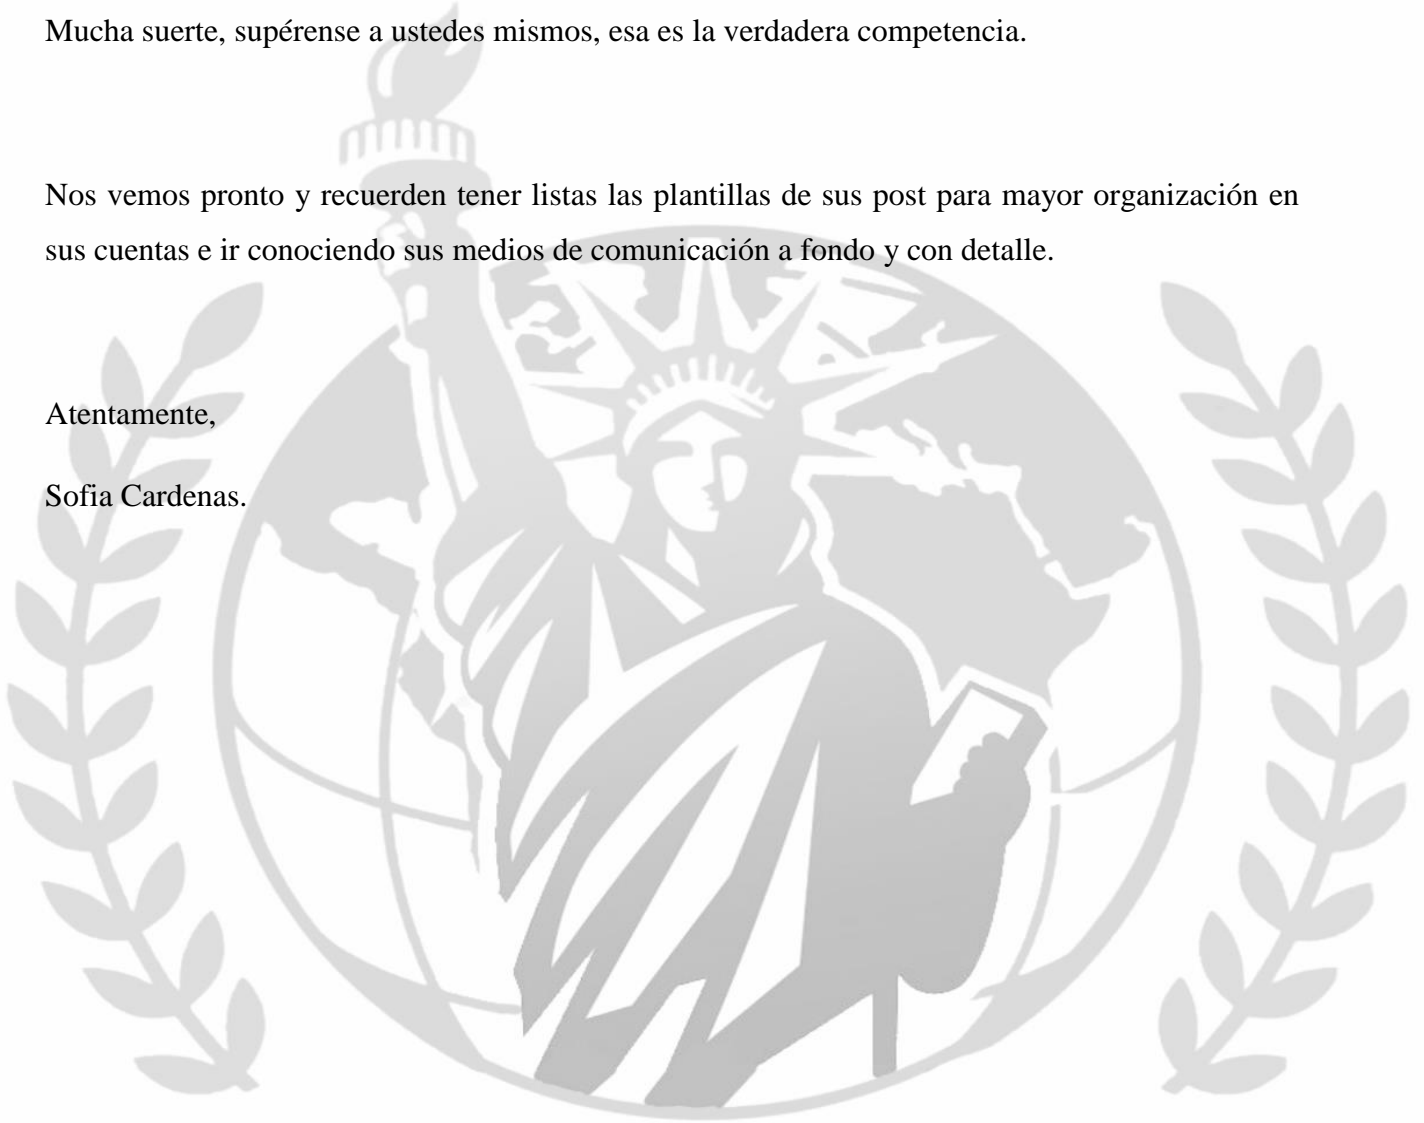 Mucha suerte, supérense a ustedes mismos, esa es la verdadera competencia.
Nos vemos pronto y recuerden tener listas las plantillas de sus post para mayor organización en
sus cuentas e ir conociendo sus medios de comunicación a fondo y con detalle.
Atentamente,
Sofia Cardenas.